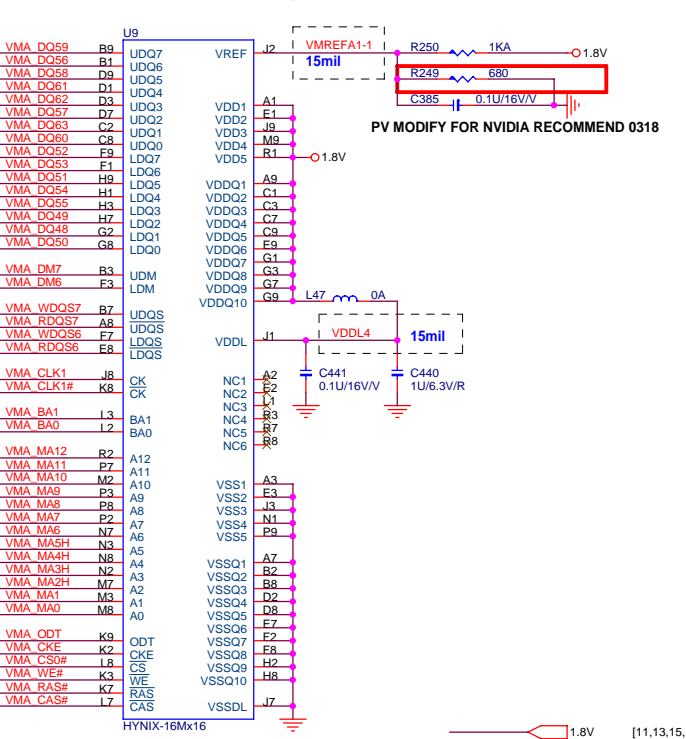 U9
VMA_DQ59 B9 UDQ7 VREF J2 VMREFA1-1 R250 1KA 1.8V
VMA_DQ56 B1 UDQ6 15mil
VMA_DQ58 D9 UDQ5 R249 680
VMA_DQ61 D1 UDQ4
VMA_DQ62 D3 UDQ3 VDD1 A1 C385 0.1U/16V/V
VMA_DQ57 D7 UDQ2 VDD2 E1
VMA_DQ63 C2 UDQ1 VDD3 J9 PV MODIFY FOR NVIDIA RECOMMEND 0318
VMA_DQ60 C8 UDQ0 VDD4 M9
VMA_DQ52 F9 LDQ7 VDD5 R1 1.8V
VMA_DQ53 F1 LDQ6
VMA_DQ51 H9 LDQ5 VDDQ1 A9
VMA_DQ54 H1 LDQ4 VDDQ2 C1
VMA_DQ55 H3 LDQ3 VDDQ3 C3
VMA_DQ49 H7 LDQ2 VDDQ4 C7
VMA_DQ48 G2 LDQ1 VDDQ5 C9
VMA_DQ50 G8 LDQ0 VDDQ6 E9
VDDQ7 G1
VMA_DM7 B3 UDM VDDQ8 G3
VMA_DM6 F3 LDM VDDQ9 G7
VDDQ10 G9 L47 0A
VMA_WDQS7 B7 UDQS
VMA_RDQS7 A8 UDQS
VMA_WDQS6 F7 LDQS VDDL J1 VDDL4 15mil
VMA_RDQS6 E8 LDQS
VMA_CLK1 J8 CK NC1 A2 C441 C440
VMA_CLK1# K8 CK NC2 E2 0.1U/16V/V 1U/6.3V/R
NC3 L1
VMA_BA1 L3 BA1 NC4 R3
VMA_BA0 L2 BA0 NC5 R7
NC6 R8
VMA_MA12 R2 A12
VMA_MA11 P7 A11
VMA_MA10 M2 A10 VSS1 A3
VMA_MA9 P3 A9 VSS2 E3
VMA_MA8 P8 A8 VSS3 J3
VMA_MA7 P2 A7 VSS4 N1
VMA_MA6 N7 A6 VSS5 P9
VMA_MA5H N3 A5
VMA_MA4H N8 A4 VSSQ1 A7
VMA_MA3H N2 A3 VSSQ2 B2
VMA_MA2H M7 A2 VSSQ3 B8
VMA_MA1 M3 A1 VSSQ4 D2
VMA_MA0 M8 A0 VSSQ5 D8
VSSQ6 E7
VMA_ODT K9 ODT VSSQ7 F2
VMA_CKE K2 CKE VSSQ8 F8
VMA_CS0# L8 CS VSSQ9 H2
VMA_WE# K3 WE VSSQ10 H8
VMA_RAS# K7 RAS
VMA_CAS# L7 CAS VSSDL J7
HYNIX-16Mx16
1.8V [11,13,15,